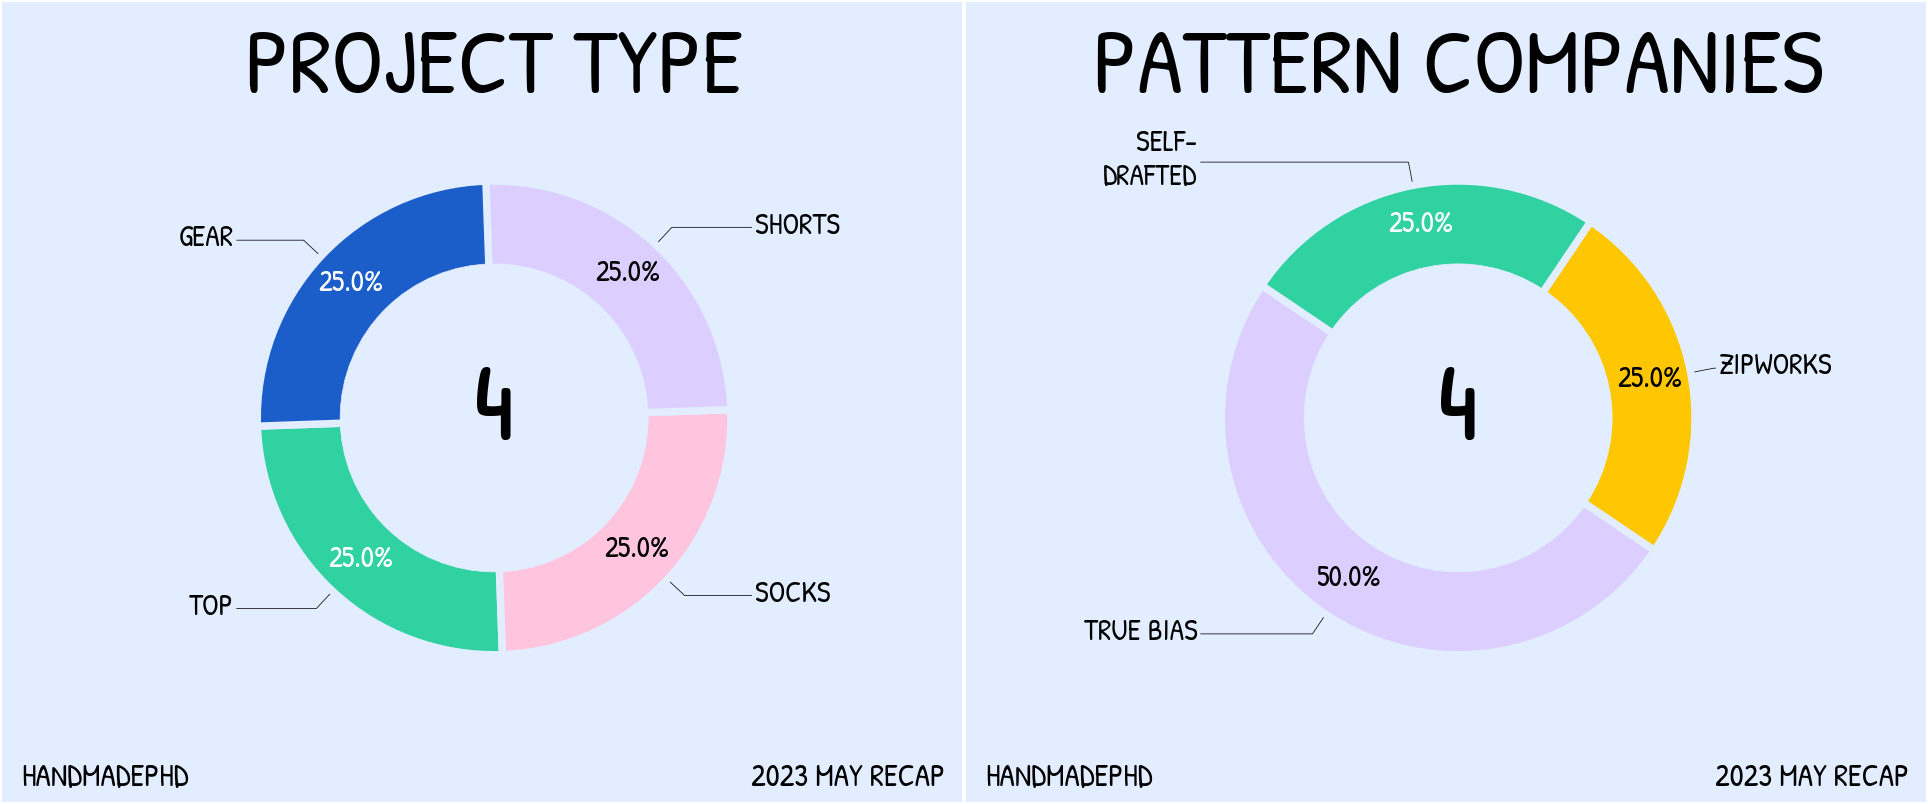 PROJECT TYPE
GEAR
25.0%
SHORTS
25.0%
4
TOP
25.0%
SOCKS
25.0%
HANDMADEPHD
2023 MAY RECAP
PATTERN COMPANIES
SELF-
DRAFTED
25.0%
ZIPWORKS
25.0%
4
TRUE BIAS
50.0%
HANDMADEPHD
2023 MAY RECAP